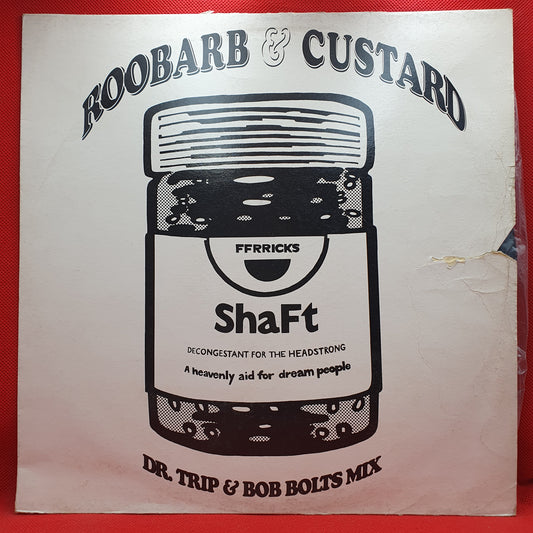 ROOBARB & CUSTARD
FFRRICKS
ShaFt
DECONGESTANT FOR THE HEADSTRONG
A heavenly aid for dream people
DR. TRIP & BOB BOLTS MIX